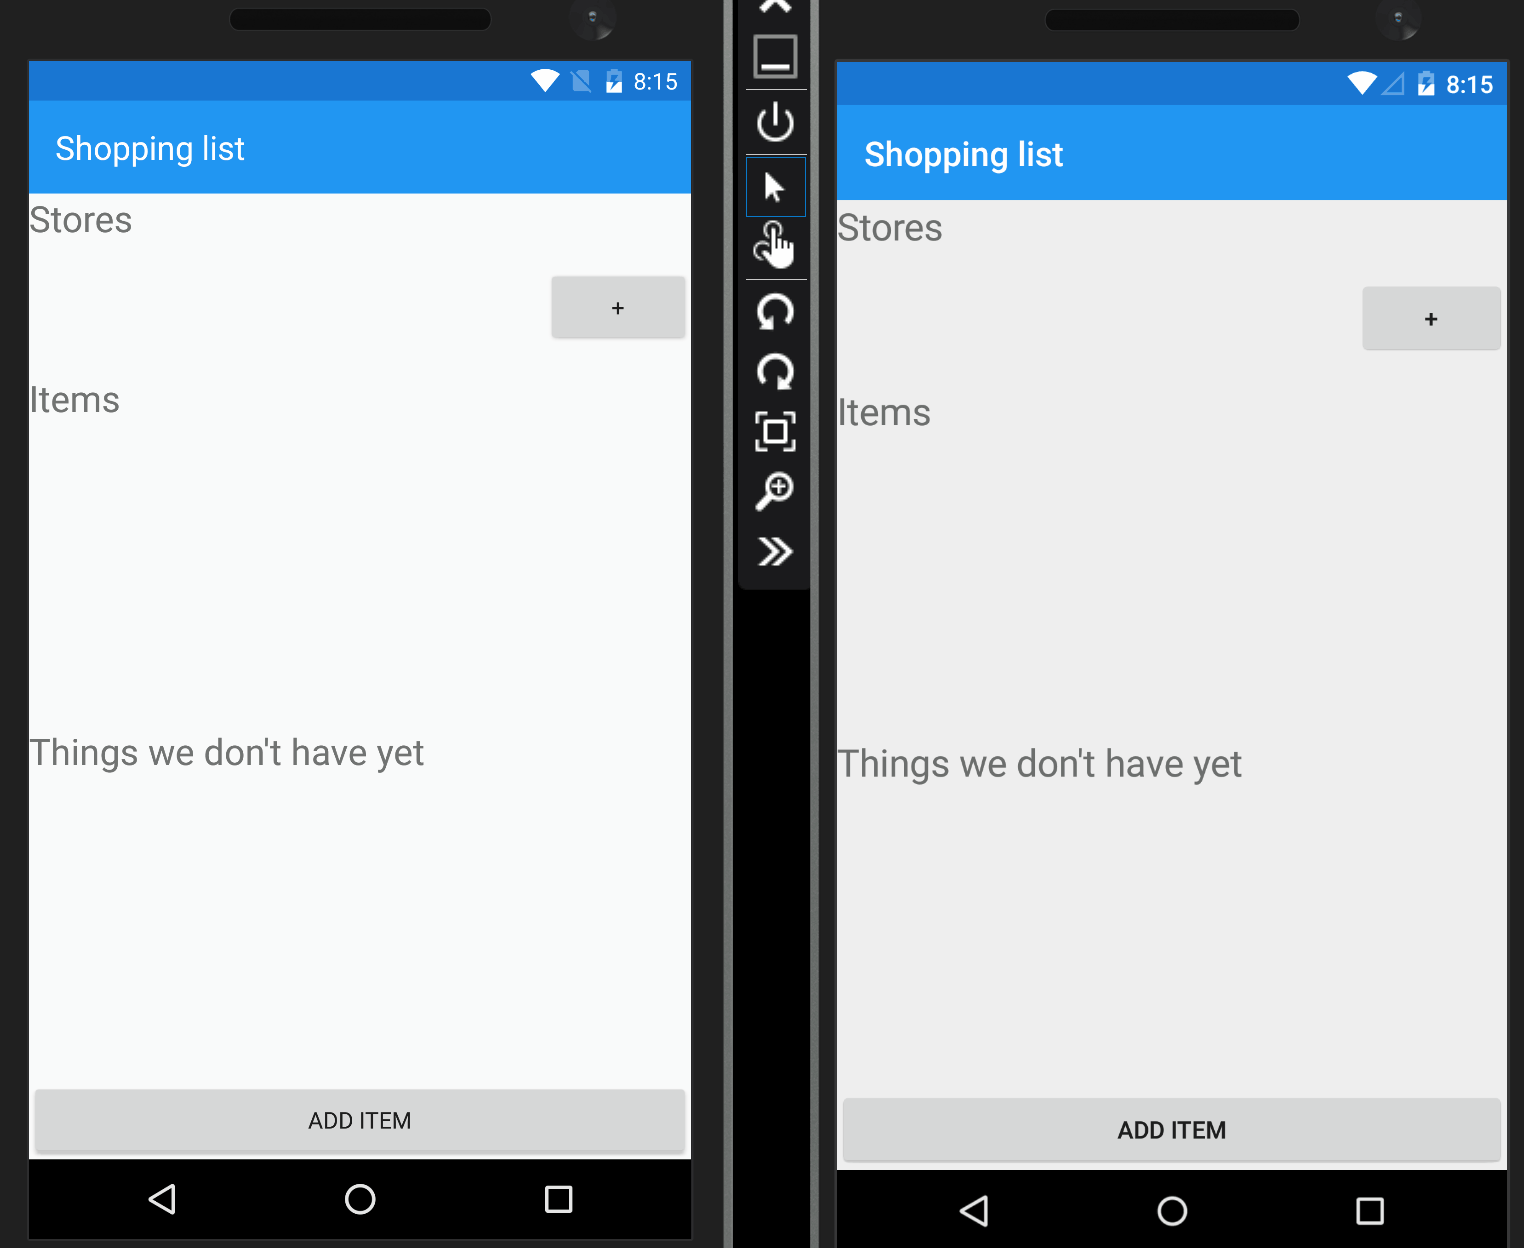 8:15
Shopping list
Stores
+
Items
Things we don't have yet
ADD ITEM
8:15
Shopping list
Stores
+
Items
Things we don't have yet
ADD ITEM